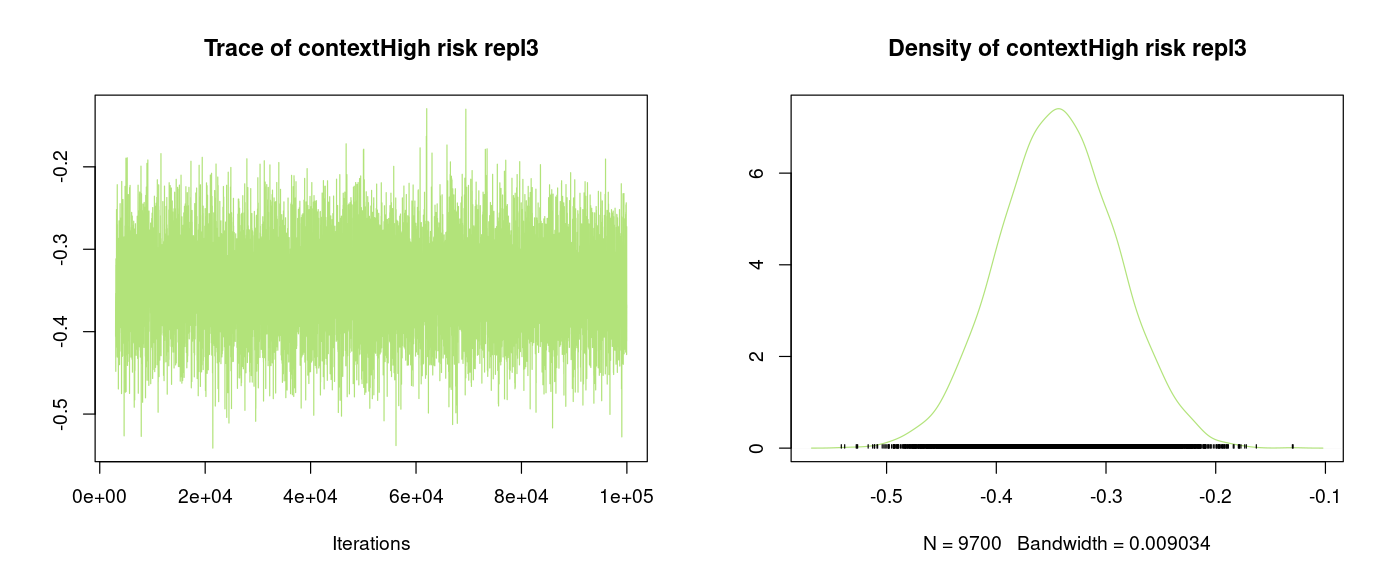 Trace of contextHigh risk repl3
-0.2
-0.3
-0.4
-0.5
0e+00 2e+04 4e+04 6e+04 8e+04 1e+05
Iterations
Density of contextHigh risk repl3
6
4
2
0
-0.5 -0.4 -0.3 -0.2 -0.1
N = 9700 Bandwidth = 0.009034